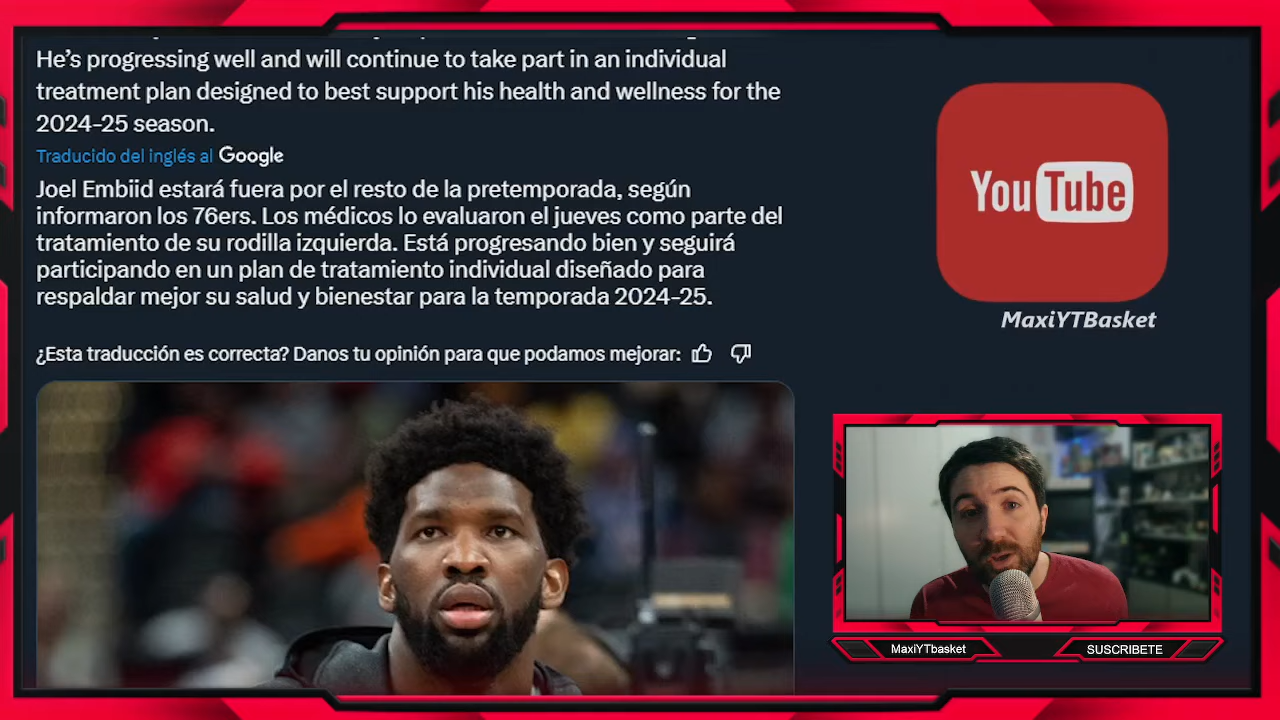 He's progressing well and will continue to take part in an individual
treatment plan designed to best support his health and wellness for the
2024-25 season.
Traducido del inglés al Google
Joel Embiid estará fuera por el resto de la pretemporada, según
informaron los 76ers. Los médicos lo evaluaron el jueves como parte del
tratamiento de su rodilla izquierda. Está progresando bien y seguirá
participando en un plan de tratamiento individual diseñado para
respaldar mejor su salud y bienestar para la temporada 2024-25.
¿Esta traducción es correcta? Danos tu opinión para que podamos mejorar:
YouTube
MaxiYTBasket
MaxiYTbasket
SUSCRIBETE